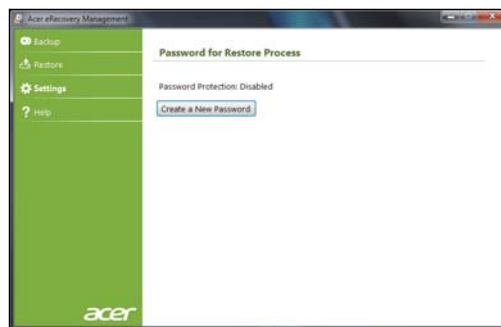 Acer eRecovery Management
Backup
Restore
Settings
? Help
Password for Restore Process
Password Protection: Disabled
Create a New Password
acer